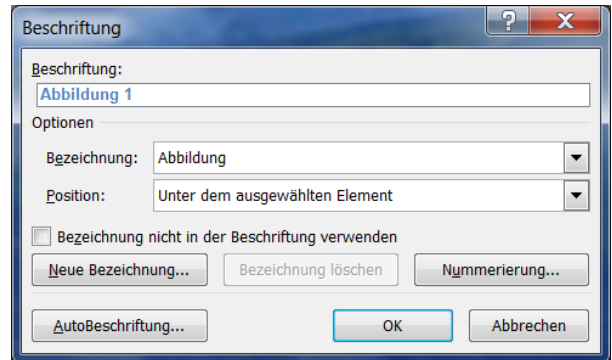 Beschriftung
Beschriftung:
Abbildung 1
Optionen
Bezeichnung: Abbildung
Position: Unter dem ausgewählten Element
Bezeichnung nicht in der Beschriftung verwenden
Neue Bezeichnung... Bezeichnung löschen Nummerierung...
AutoBeschriftung... OK Abbrechen